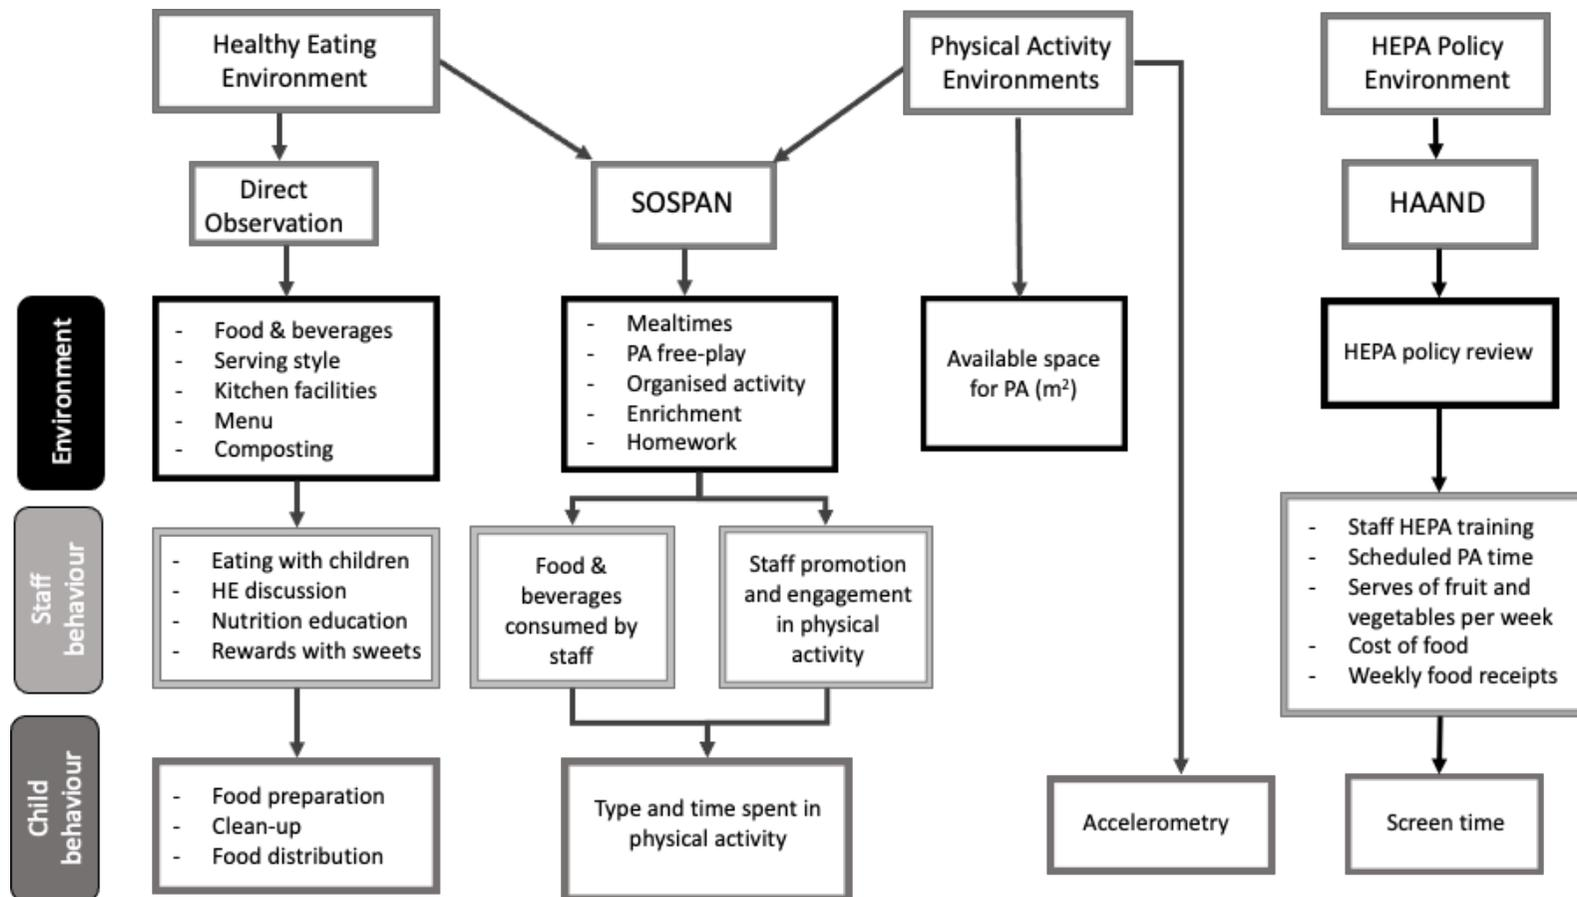 Healthy Eating
Environment
Physical Activity
Environments
HEPA Policy
Environment
Direct
Observation
SOSPAN
HAAND
Environment
- Food & beverages
- Serving style
- Kitchen facilities
- Menu
- Composting
- Mealtimes
- PA free-play
- Organised activity
- Enrichment
- Homework
Available space
for PA (m²)
HEPA policy review
Staff
behaviour
- Eating with children
- HE discussion
- Nutrition education
- Rewards with sweets
Food &
beverages
consumed by
staff
Staff promotion
and engagement
in physical
activity
- Staff HEPA training
- Scheduled PA time
- Serves of fruit and
vegetables per week
- Cost of food
- Weekly food receipts
Child
behaviour
- Food preparation
- Clean-up
- Food distribution
Type and time spent in
physical activity
Accelerometry
Screen time